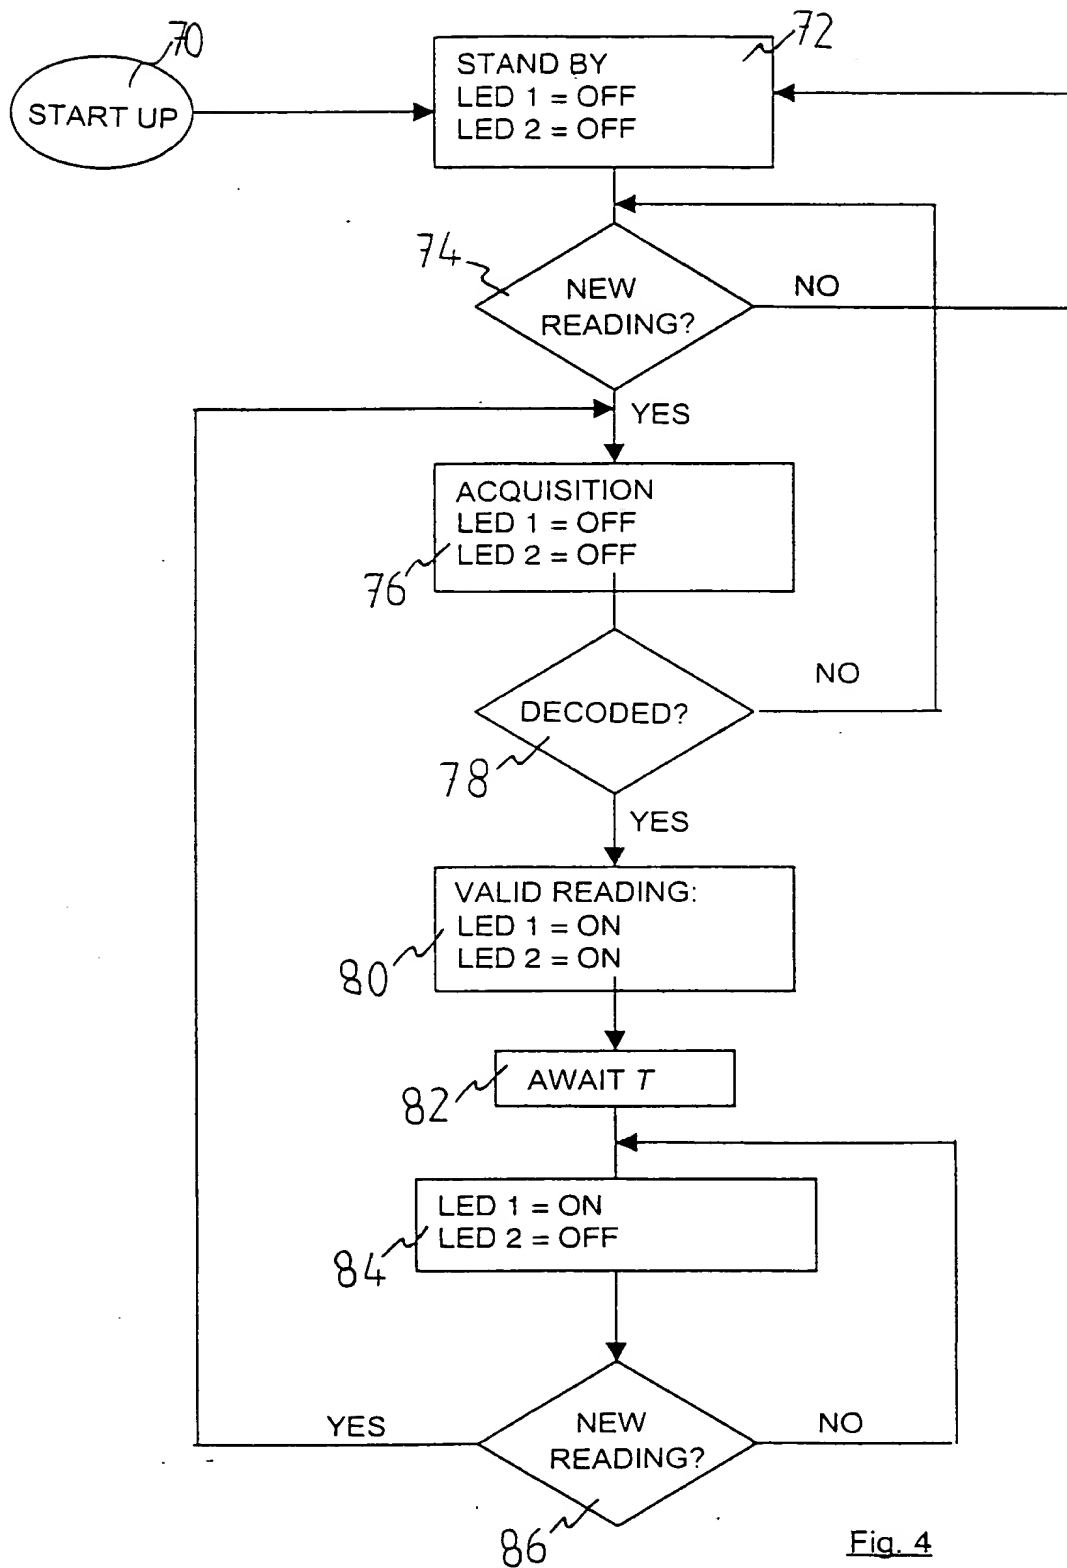 70
START UP
72
STAND BY
LED 1 = OFF
LED 2 = OFF
74
NEW
READING?
NO
YES
ACQUISITION
LED 1 = OFF
LED 2 = OFF
76
NO
DECODED?
78
YES
VALID READING:
LED 1 = ON
LED 2 = ON
80
AWAIT T
82
LED 1 = ON
LED 2 = OFF
84
YES
NEW
READING?
NO
86
Fig. 4